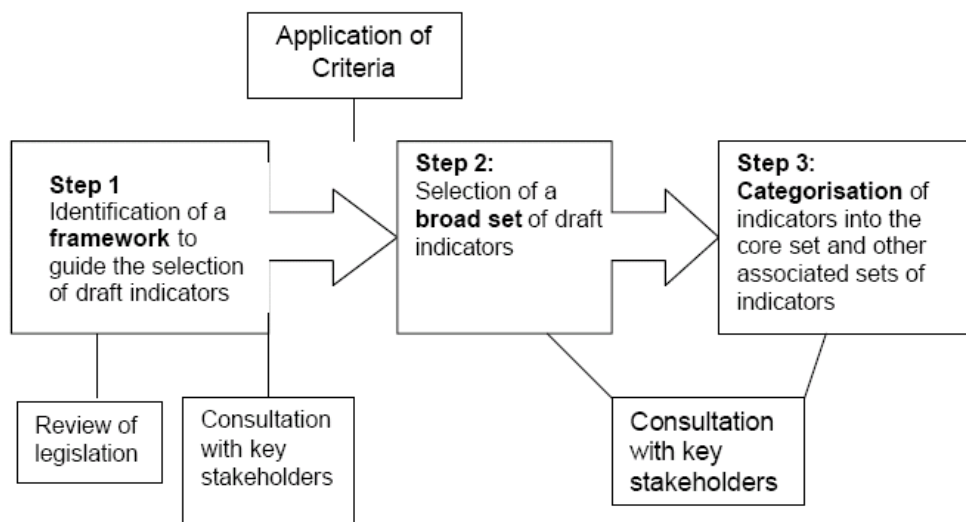 Application of
Criteria
Step 1
Identification of a
framework to
guide the selection
of draft indicators
Step 2:
Selection of a
broad set of draft
indicators
Step 3:
Categorisation of
indicators into the
core set and other
associated sets of
indicators
Review of
legislation
Consultation
with key
stakeholders
Consultation
with key
stakeholders